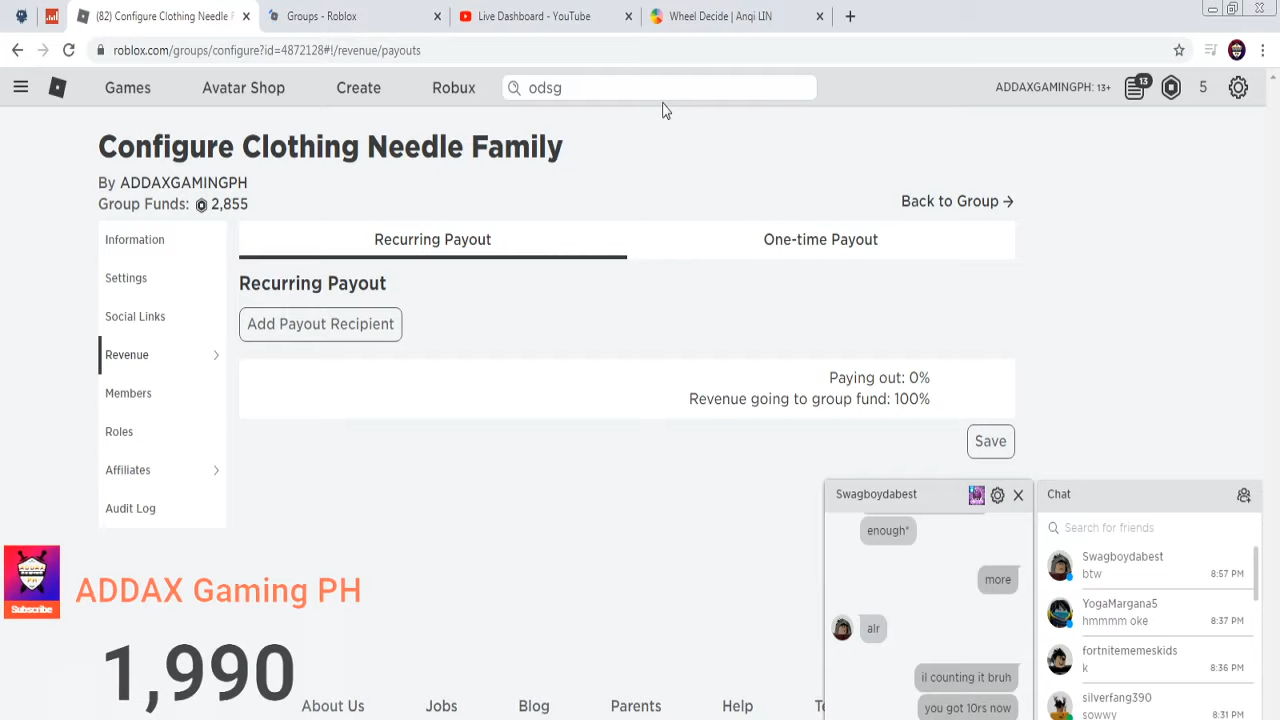 (82) Configure Clothing Needle F
Groups - Roblox
Live Dashboard - YouTube
Wheel Decide | Anqi LIN
roblox.com/groups/configure?id=4872128#!/revenue/payouts
Games
Avatar Shop
Create
Robux
odsg
ADDAXGAMINGPH: 13+
13
5
Configure Clothing Needle Family
By ADDAXGAMINGPH
Group Funds: 2,855
Back to Group →
Information
Settings
Social Links
Revenue
Members
Roles
Affiliates
Audit Log
Recurring Payout
One-time Payout
Recurring Payout
Add Payout Recipient
Paying out: 0%
Revenue going to group fund: 100%
Save
Swagboydabest
enough*
more
alr
il counting it bruh
you got 10rs now
Chat
Search for friends
Swagboydabest
btw
8:57 PM
YogaMargana5
hmmmm oke
8:37 PM
fortnitememeskids
k
8:36 PM
silverfang390
sowwy
8:31 PM
Subscribe
ADDAX Gaming PH
1,990
About Us
Jobs
Blog
Parents
Help